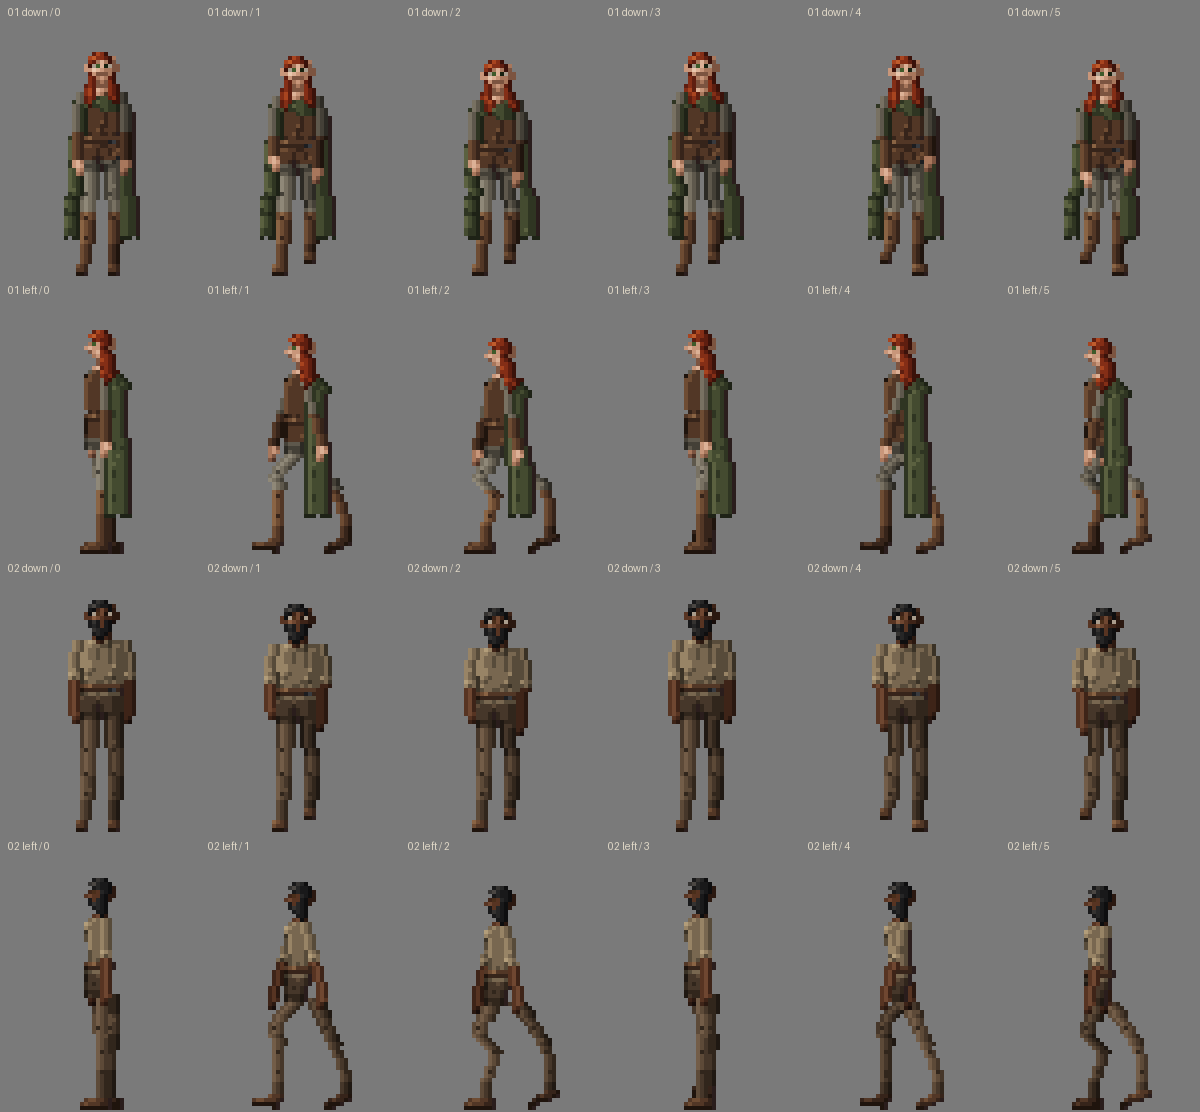 01 down / 0
01 down / 1
01 down / 2
01 down / 3
01 down / 4
01 down / 5
01 left / 0
01 left / 1
01 left / 2
01 left / 3
01 left / 4
01 left / 5
02 down / 0
02 down / 1
02 down / 2
02 down / 3
02 down / 4
02 down / 5
02 left / 0
02 left / 1
02 left / 2
02 left / 3
02 left / 4
02 left / 5